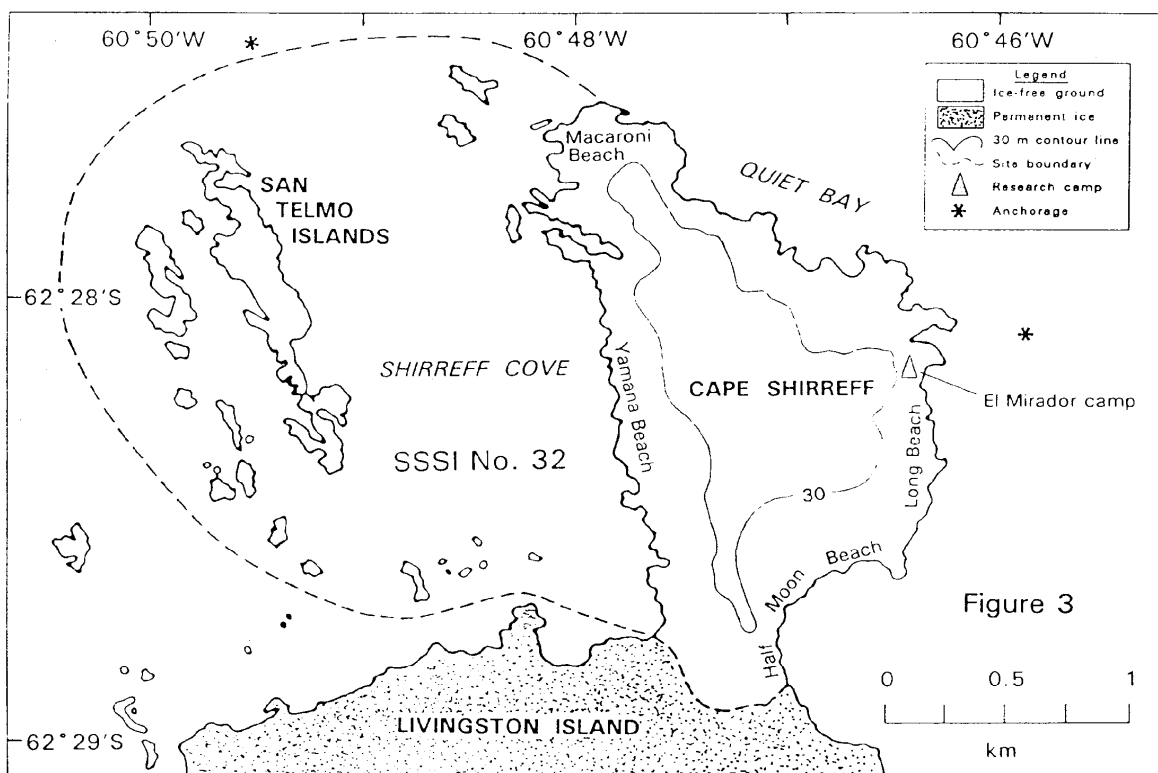 60°50'W
60°48'W
60°46'W
Legend
Ice-free ground
Permanent ice
30 m contour line
Site boundary
Research camp
Anchorage
Macaroni
Beach
QUIET BAY
SAN
TELMO
ISLANDS
62°28'S
SHIRREFF COVE
Yamana Beach
CAPE SHIRREFF
El Mirador camp
Long Beach
SSSI No. 32
30
Half Moon Beach
Figure 3
0 0.5 1
km
LIVINGSTON ISLAND
62°29'S